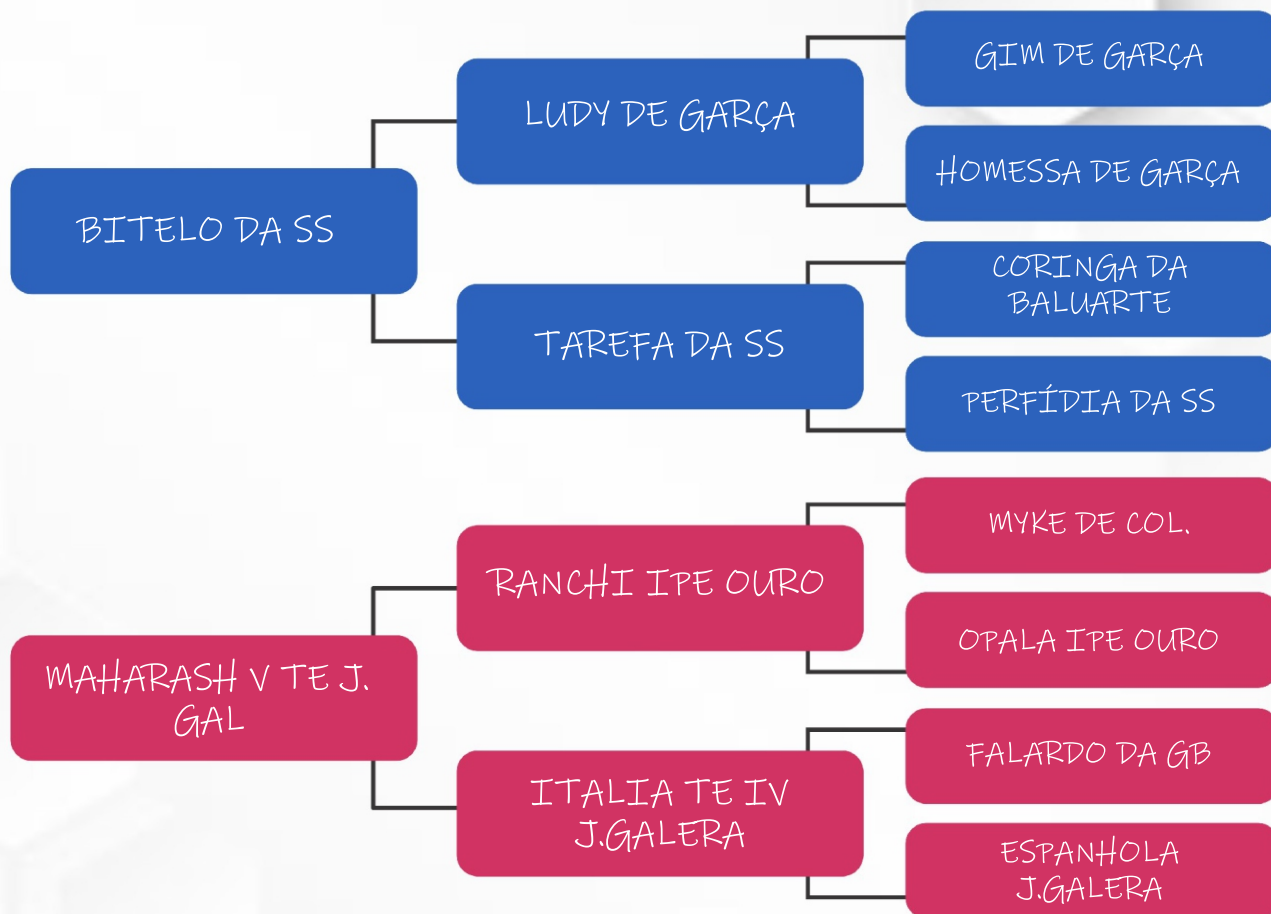 GIM DE GARÇA
LUDY DE GARÇA
HOMESSA DE GARÇA
BITELO DA SS
CORINGA DA
BALUARTE
TAREFA DA SS
PERFÍDIA DA SS
MYKE DE COL.
RANCHI IPE OURO
OPALA IPE OURO
MAHARASH V TE J.
GAL
FALARDO DA GB
ITALIA TE IV
J.GALERA
ESPANHOLA
J.GALERA